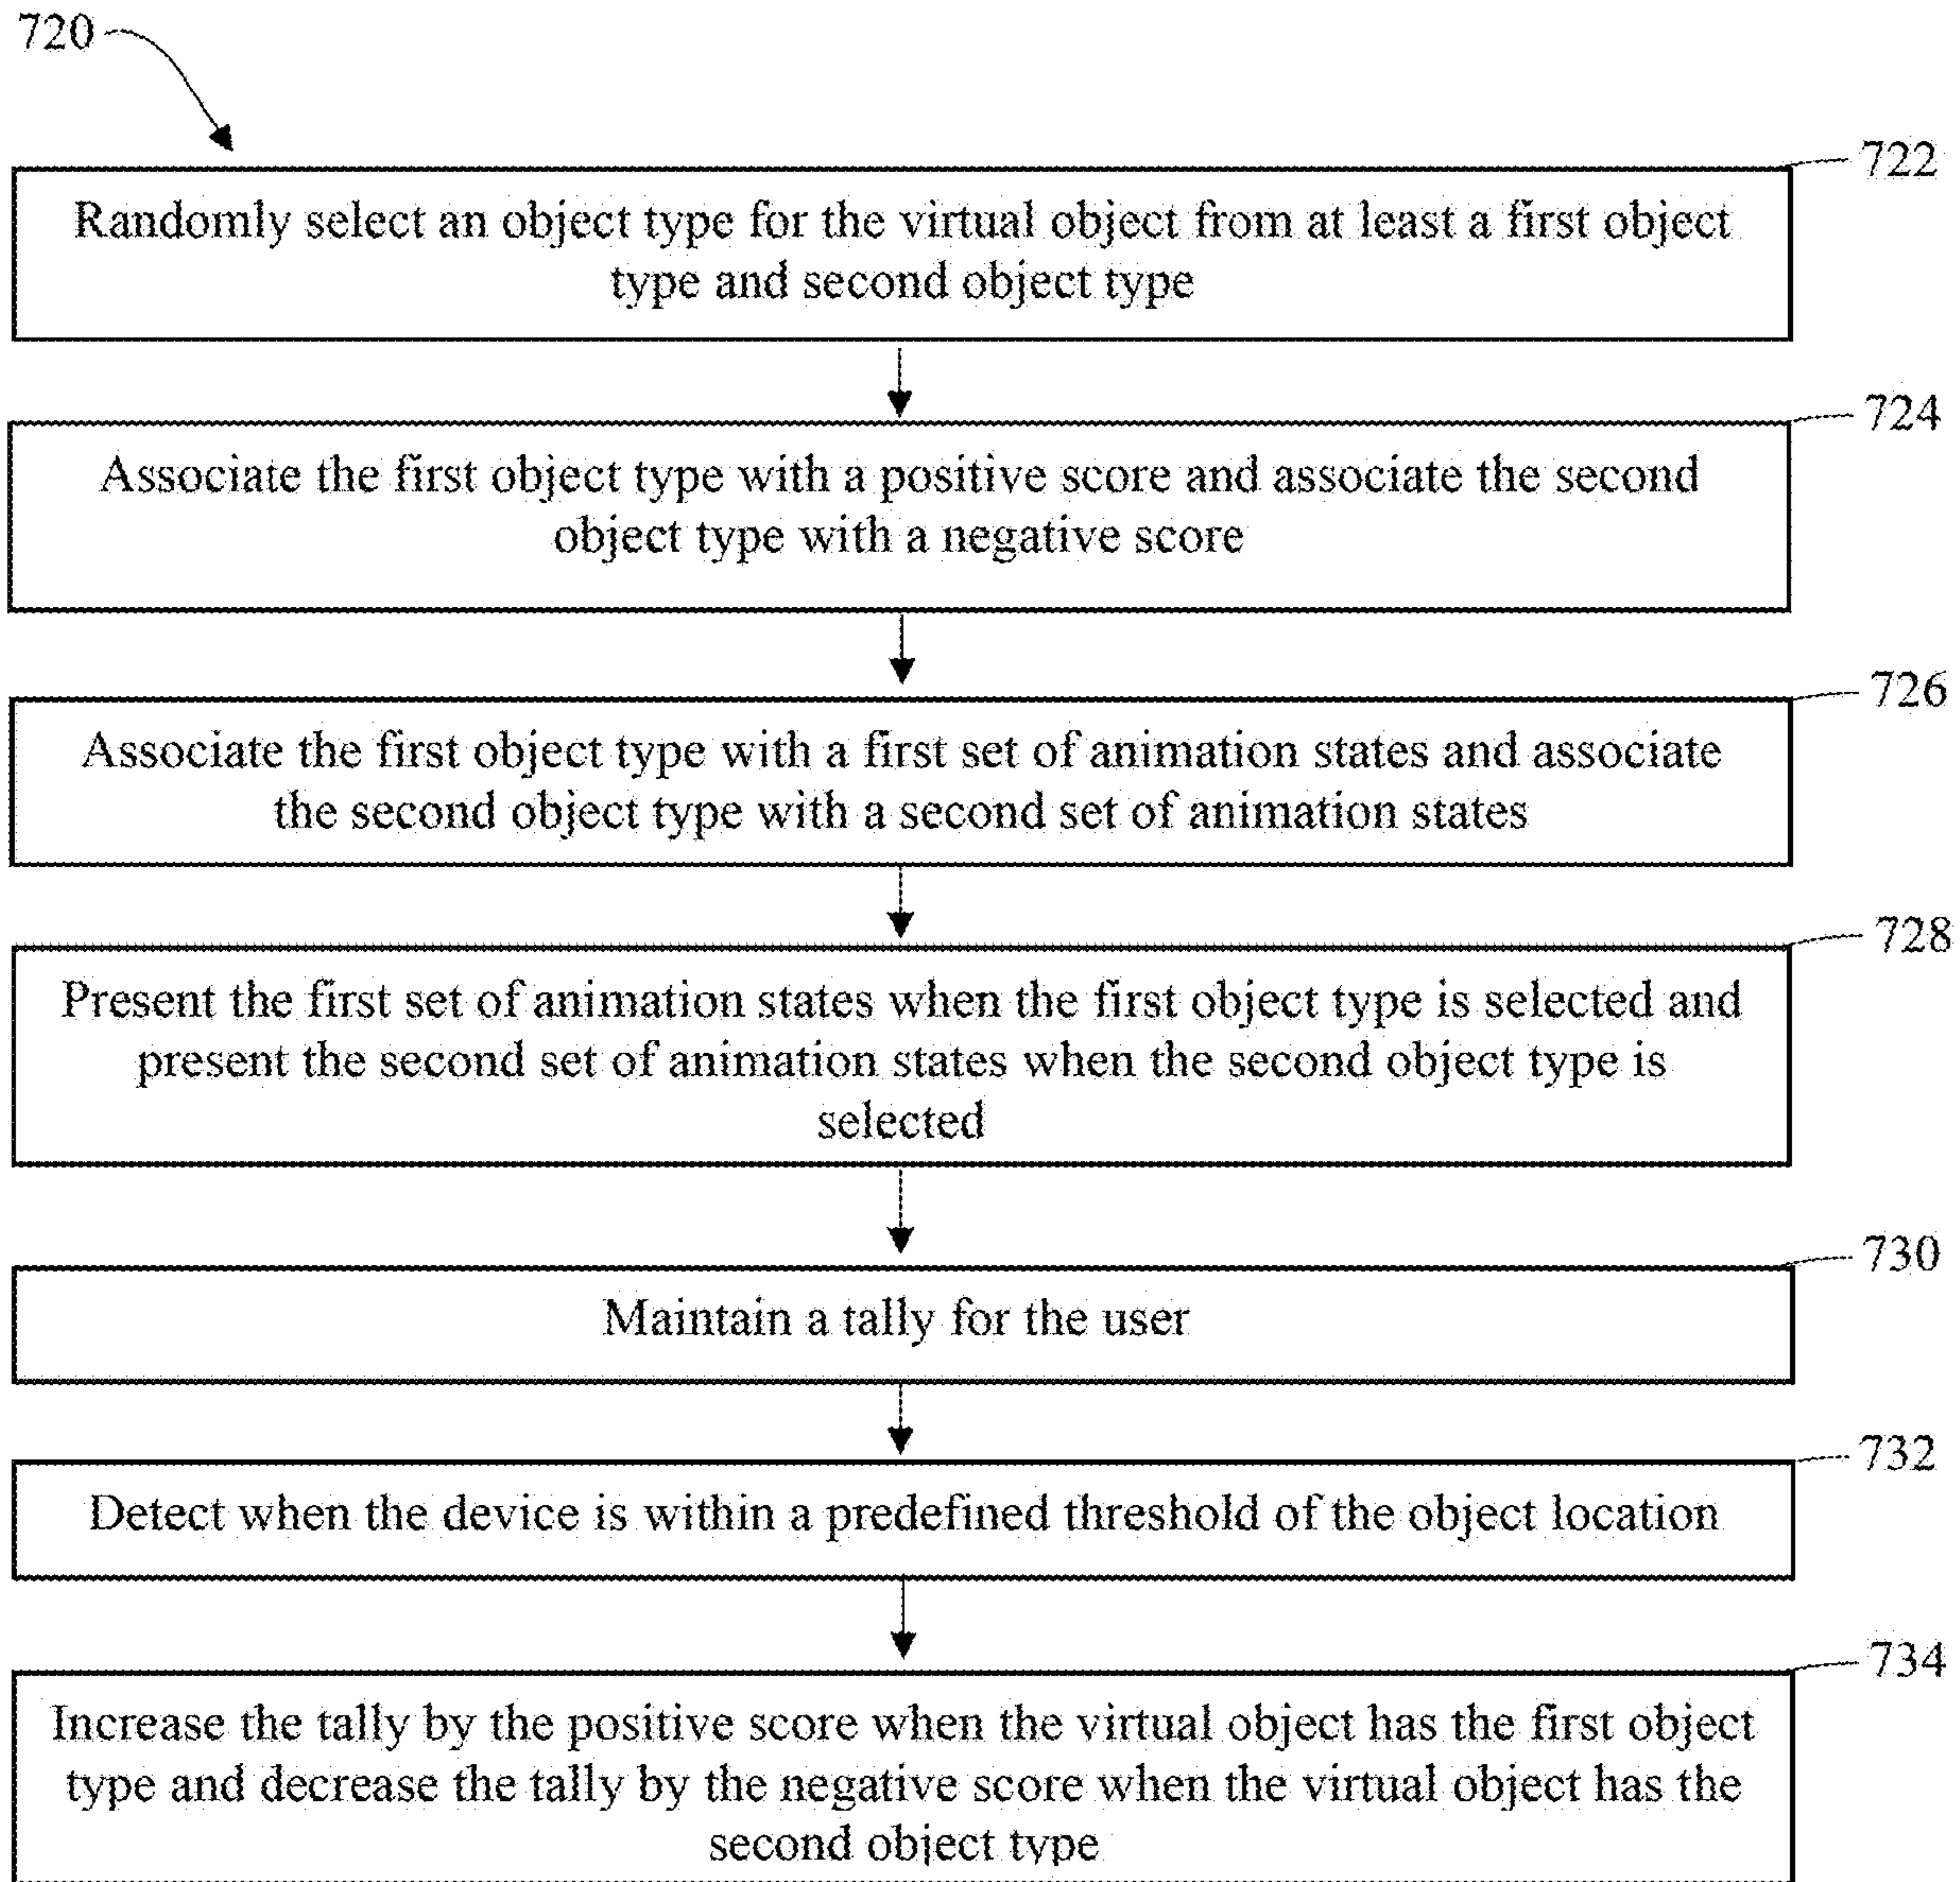 720
722
Randomly select an object type for the virtual object from at least a first object
type and second object type
724
Associate the first object type with a positive score and associate the second
object type with a negative score
726
Associate the first object type with a first set of animation states and associate
the second object type with a second set of animation states
728
Present the first set of animation states when the first object type is selected and
present the second set of animation states when the second object type is
selected
730
Maintain a tally for the user
732
Detect when the device is within a predefined threshold of the object location
734
Increase the tally by the positive score when the virtual object has the first object
type and decrease the tally by the negative score when the virtual object has the
second object type